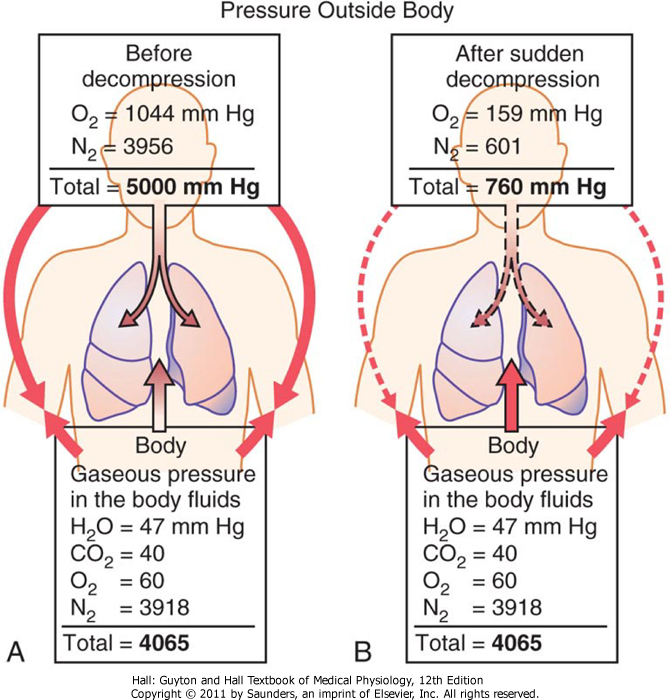 Pressure Outside Body
Before
decompression
O₂ = 1044 mm Hg
N₂ = 3956
Total = 5000 mm Hg
Body
Gaseous pressure
in the body fluids
H₂O = 47 mm Hg
CO₂ = 40
O₂ = 60
N₂ = 3918
Total = 4065
A
After sudden
decompression
O₂ = 159 mm Hg
N₂ = 601
Total = 760 mm Hg
Body
Gaseous pressure
in the body fluids
H₂O = 47 mm Hg
CO₂ = 40
O₂ = 60
N₂ = 3918
Total = 4065
B
Hall: Guyton and Hall Textbook of Medical Physiology, 12th Edition
Copyright © 2011 by Saunders, an imprint of Elsevier, Inc. All rights reserved.